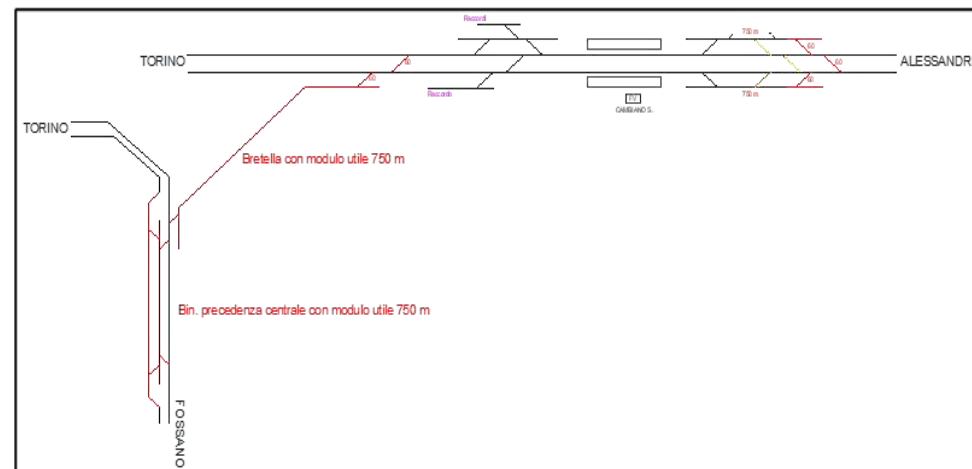 Raccordi
750 m
60
TORINO
60
60
ALESSANDR
60
60
Raccordo
750 m
FV
CAMBIANO S.
TORINO
Bretella con modulo utile 750 m
Bin. precedenza centrale con modulo utile 750 m
FOSSANO